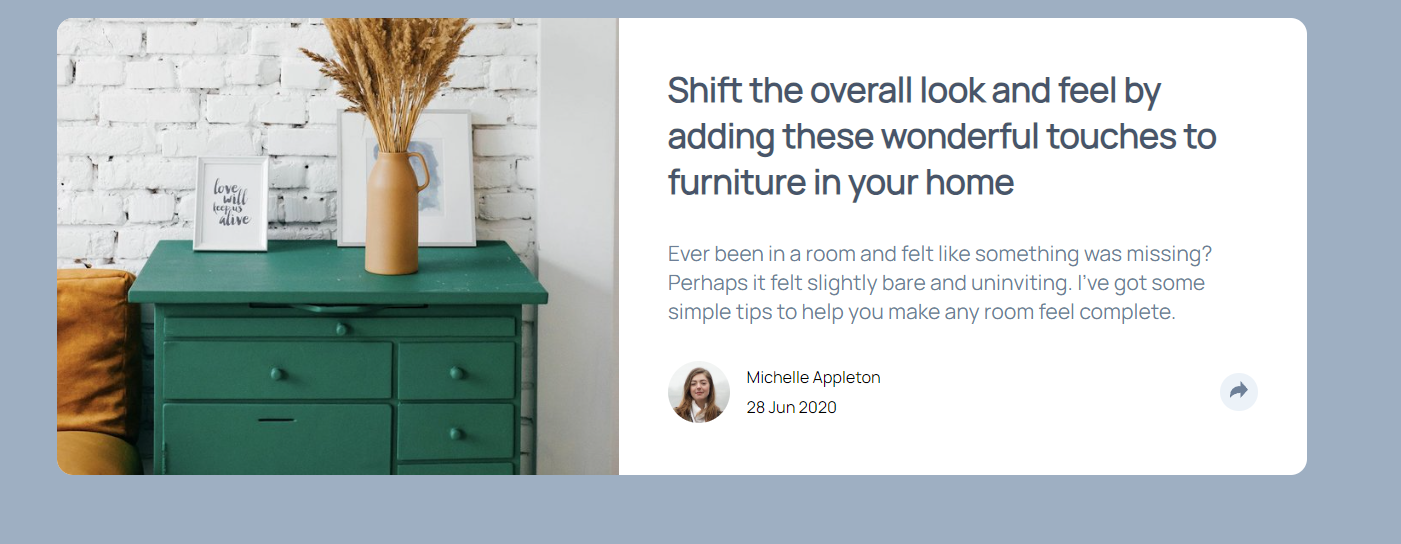 love
will
keep us
alive
Shift the overall look and feel by
adding these wonderful touches to
furniture in your home
Ever been in a room and felt like something was missing?
Perhaps it felt slightly bare and uninviting. I've got some
simple tips to help you make any room feel complete.
Michelle Appleton
28 Jun 2020